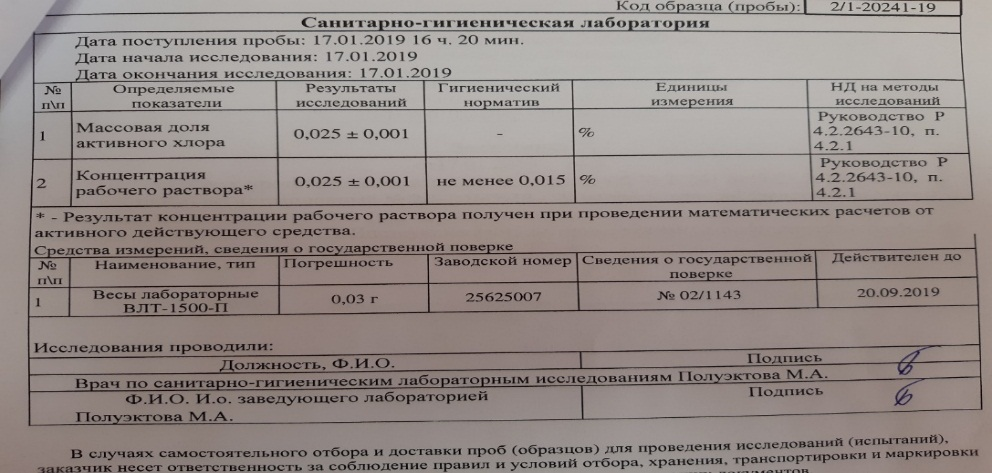 Код образца (пробы): 2/1-20241-19
Санитарно-гигиеническая лаборатория
Дата поступления пробы: 17.01.2019 16 ч. 20 мин.
Дата начала исследования: 17.01.2019
Дата окончания исследования: 17.01.2019
№ п\п Определяемые показатели Результаты исследований Гигиенический норматив Единицы измерения НД на методы исследований
1 Массовая доля активного хлора 0,025 ± 0,001 - % Руководство Р 4.2.2643-10, п. 4.2.1
2 Концентрация рабочего раствора* 0,025 ± 0,001 не менее 0,015 % Руководство Р 4.2.2643-10, п. 4.2.1
* - Результат концентрации рабочего раствора получен при проведении математических расчетов от
активного действующего средства.
Средства измерений, сведения о государственной поверке
№ п\п Наименование, тип Погрешность Заводской номер Сведения о государственной поверке Действителен до
1 Весы лабораторные ВЛТ-1500-П 0,03 г 25625007 № 02/1143 20.09.2019
Исследования проводили:
Должность, Ф.И.О. Подпись
Врач по санитарно-гигиеническим лабораторным исследованиям Полуэктова М.А.
Ф.И.О. И.о. заведующего лабораторией Подпись
Полуэктова М.А.
В случаях самостоятельного отбора и доставки проб (образцов) для проведения исследований (испытаний),
заказчик несет ответственность за соблюдение правил и условий отбора, хранения, транспортировки и маркировки